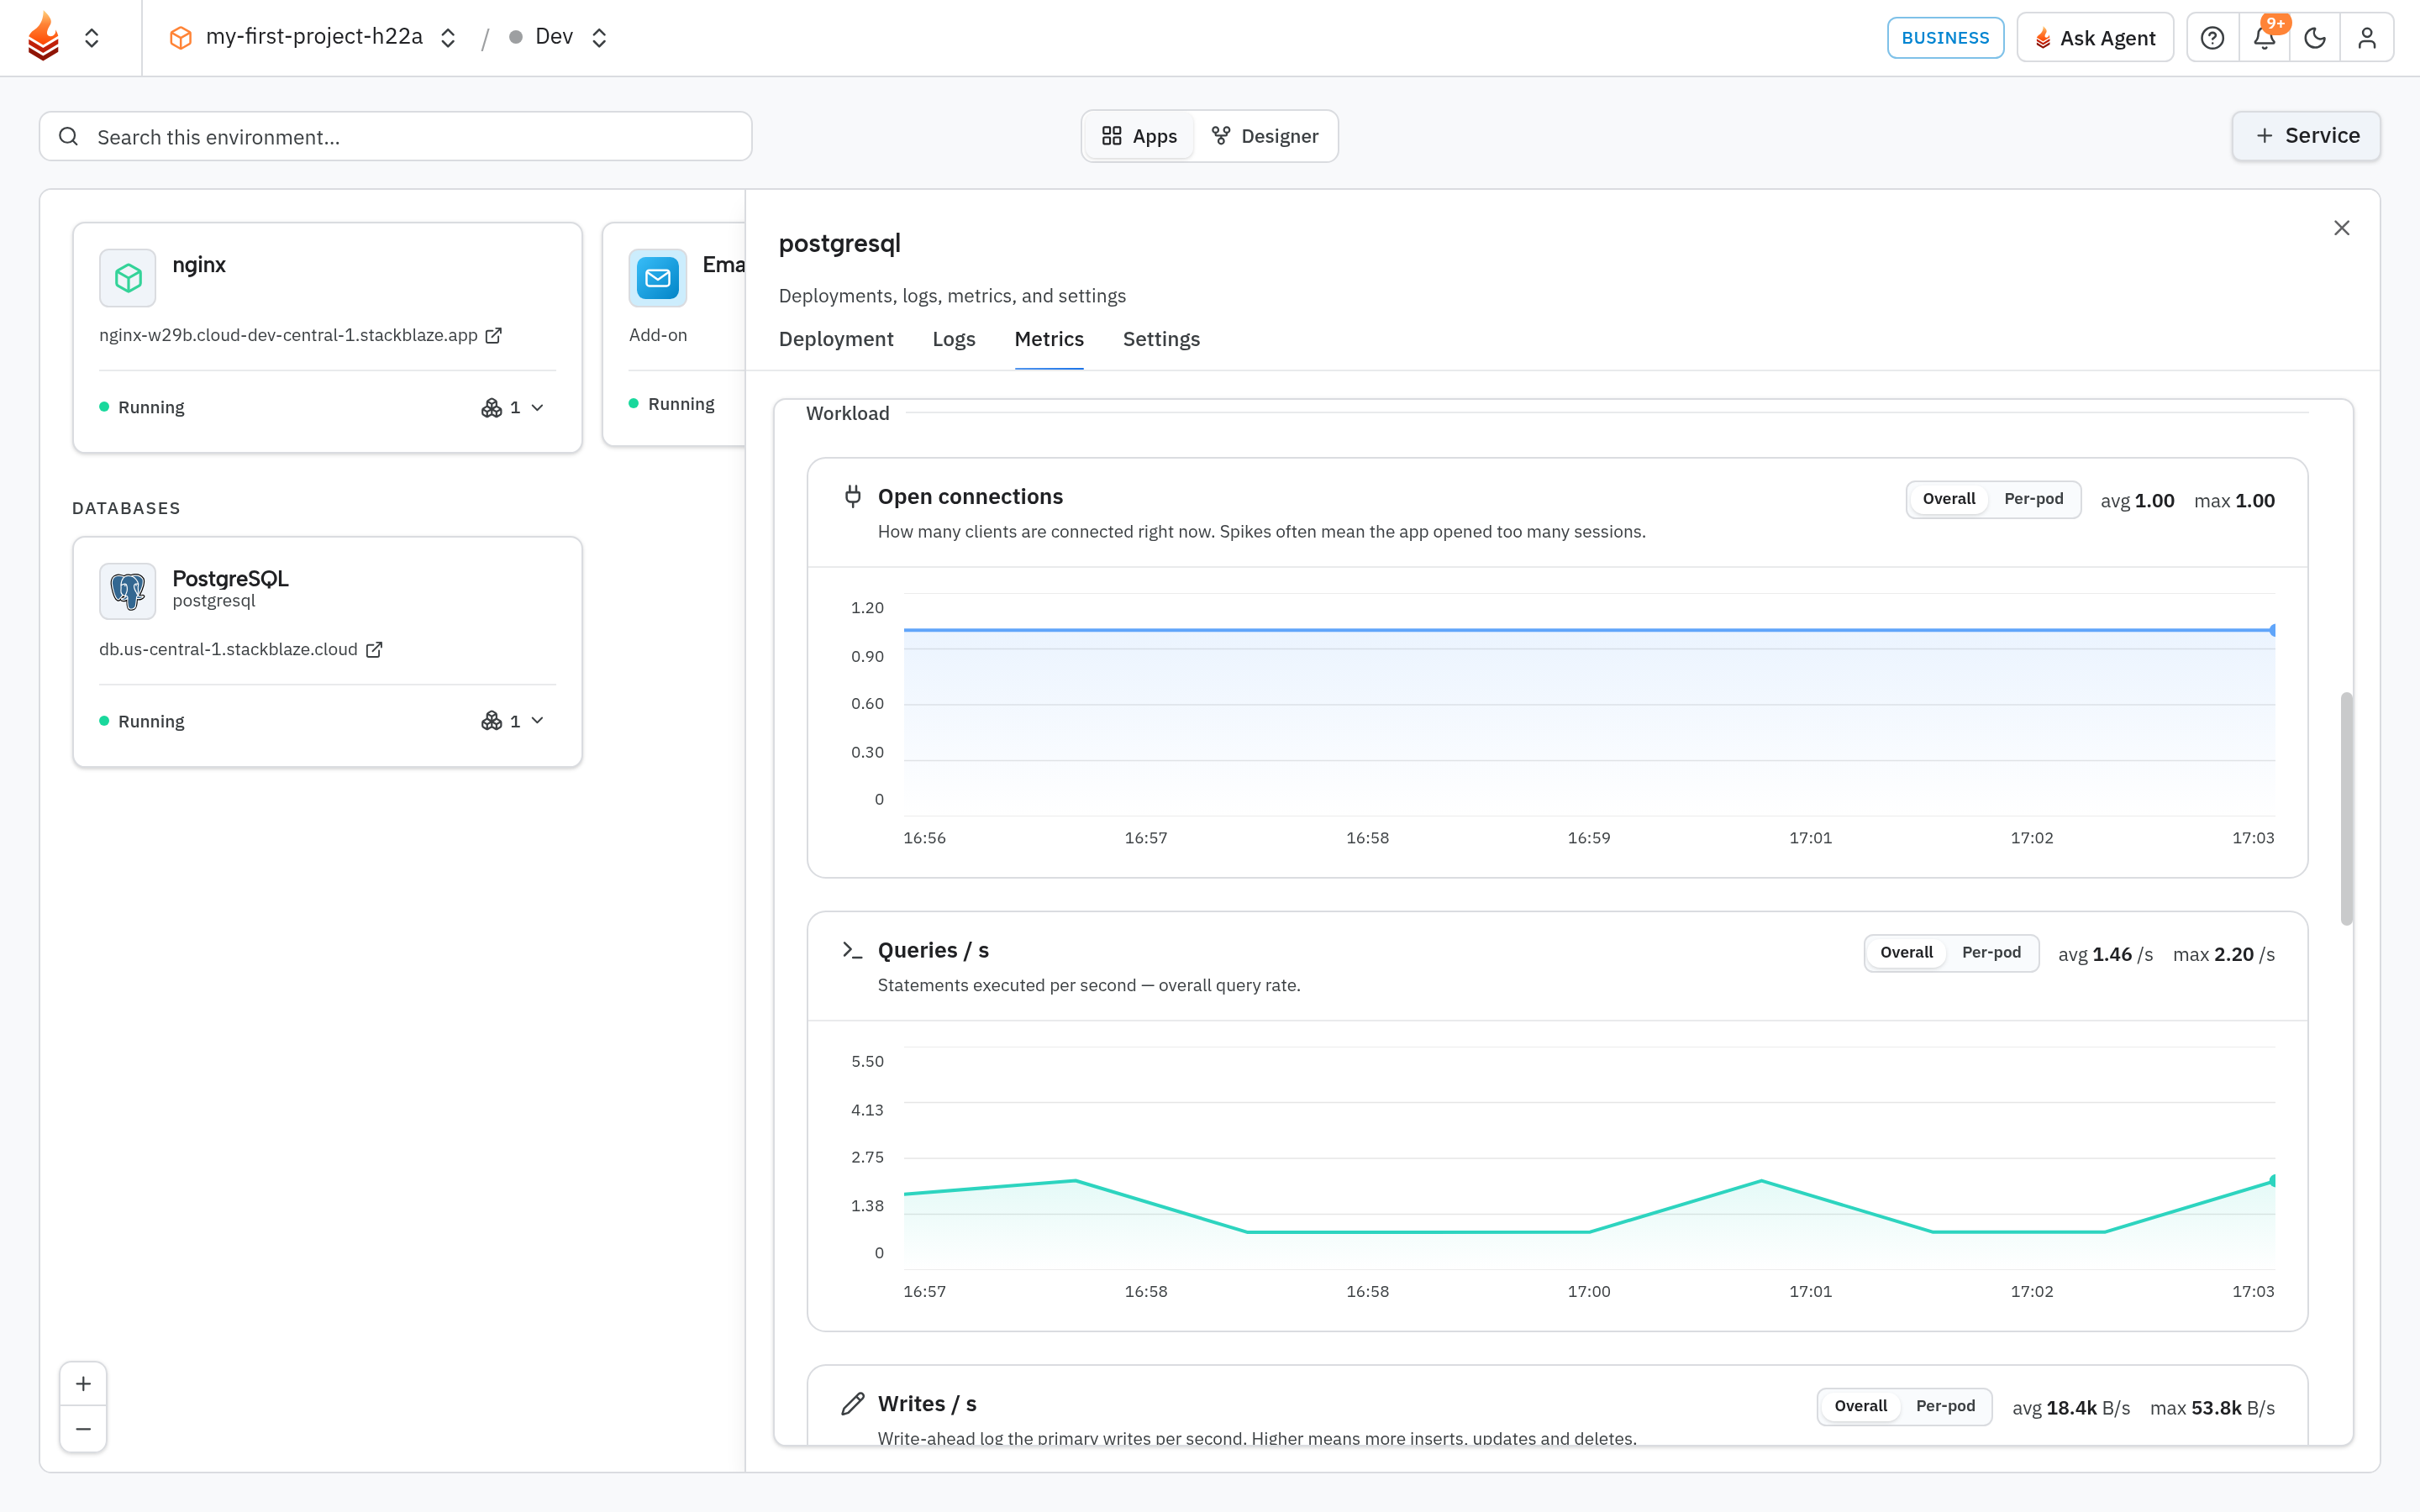 my-first-project-h22a / Dev
BUSINESS
Ask Agent
9+
Search this environment...
Apps
Designer
+ Service
nginx
nginx-w29b.cloud-dev-central-1.stackblaze.app
Running
1
Ema
Add-on
Running
DATABASES
PostgreSQL
postgresql
db.us-central-1.stackblaze.cloud
Running
1
postgresql
Deployments, logs, metrics, and settings
Deployment Logs Metrics Settings
Workload
Open connections
Overall Per-pod avg 1.00 max 1.00
How many clients are connected right now. Spikes often mean the app opened too many sessions.
1.20
0.90
0.60
0.30
0
16:56 16:57 16:58 16:59 17:01 17:02 17:03
Queries / s
Overall Per-pod avg 1.46 /s max 2.20 /s
Statements executed per second — overall query rate.
5.50
4.13
2.75
1.38
0
16:57 16:58 16:58 17:00 17:01 17:02 17:03
Writes / s
Overall Per-pod avg 18.4k B/s max 53.8k B/s
Write-ahead log the primary writes per second. Higher means more inserts, updates and deletes.